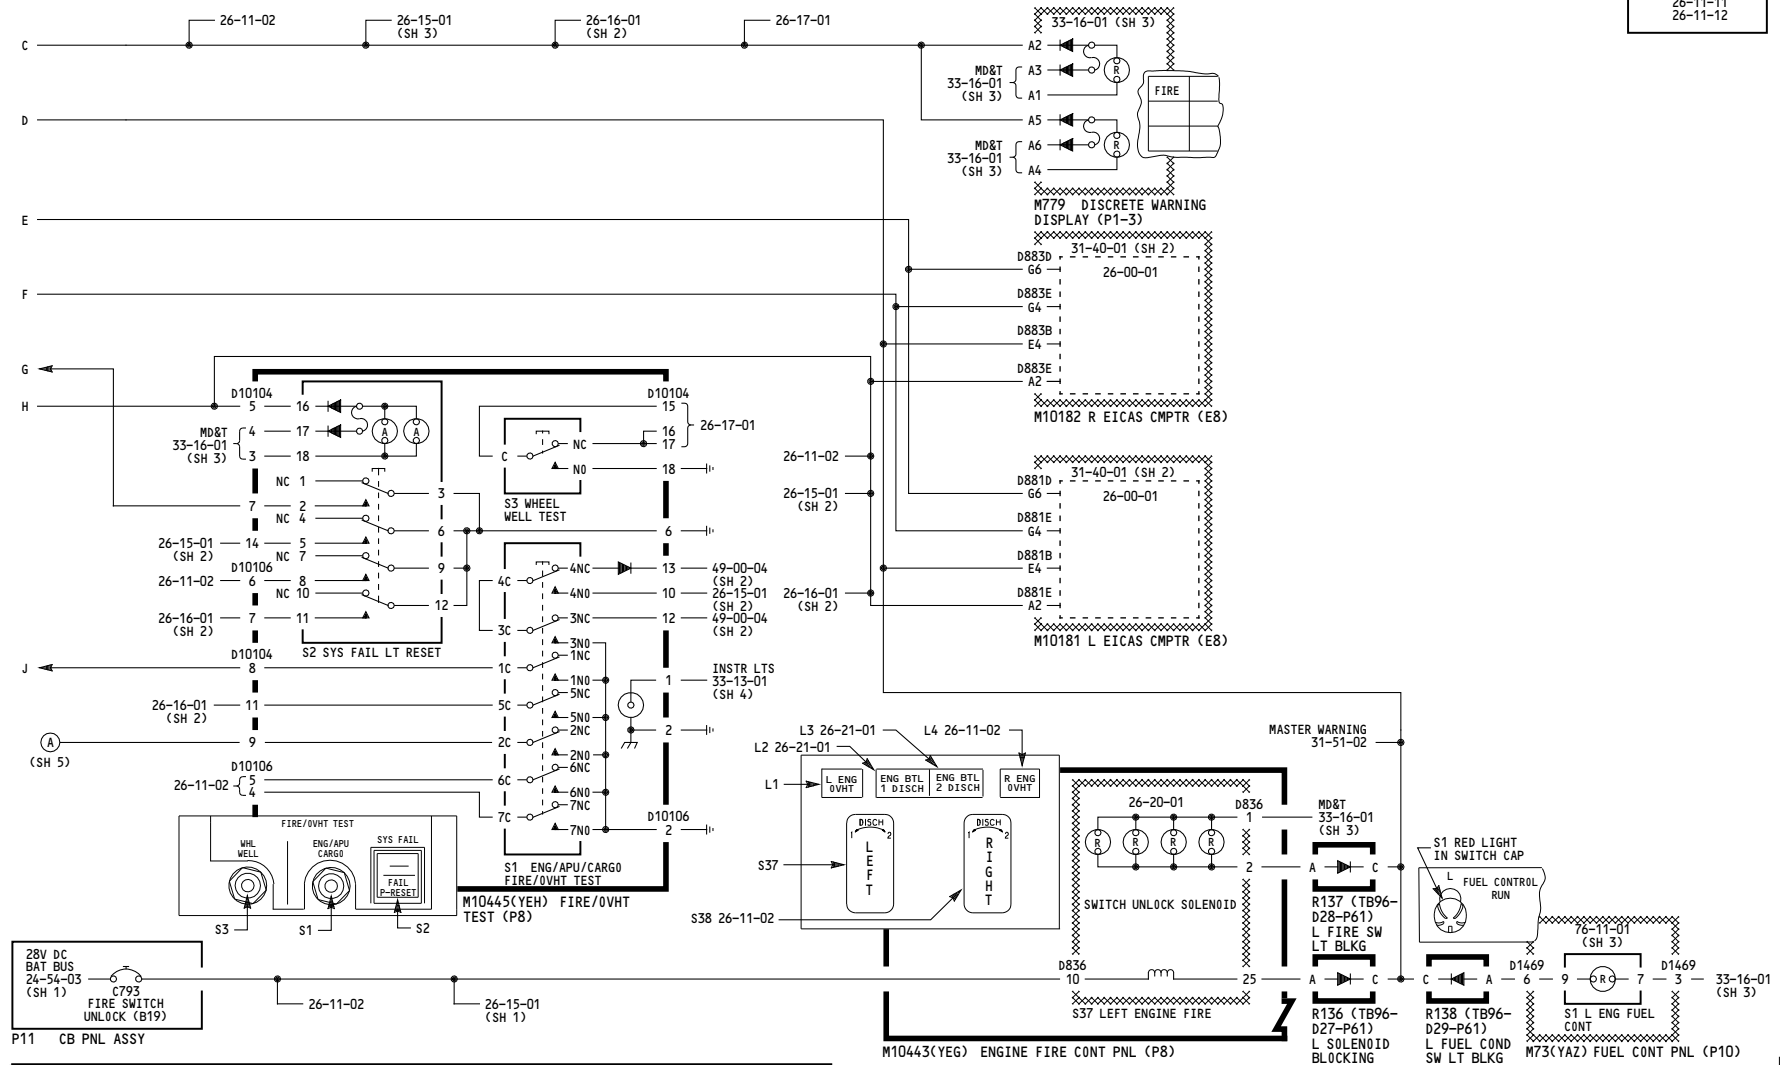 26-11-11
26-11-12
26-11-02
26-15-01
(SH 3)
26-16-01
(SH 2)
26-17-01
C
D
E
F
G
H
J
A
(SH 5)
33-16-01 (SH 3)
A2
MD&T
33-16-01
(SH 3)
A3
A1
R
A5
MD&T
33-16-01
(SH 3)
A6
A4
R
FIRE
M779 DISCRETE WARNING
DISPLAY (P1-3)
31-40-01 (SH 2)
26-00-01
D883D
G6
D883E
G4
D883B
E4
D883E
A2
M10182 R EICAS CMPTR (E8)
31-40-01 (SH 2)
26-00-01
D881D
G6
D881E
G4
D881B
E4
D881E
A2
M10181 L EICAS CMPTR (E8)
26-11-02
26-15-01
(SH 2)
26-16-01
(SH 2)
D10104
5 16
MD&T
33-16-01
(SH 3)
4 17
3 18
A A
NC 1
7 2
NC 4
26-15-01
(SH 2)
14 5
NC 7
D10106
26-11-02
6 8
NC 10
26-16-01
(SH 2)
7 11
3
6
9
12
S2 SYS FAIL LT RESET
D10104
8
26-16-01
(SH 2)
11
9
D10106
26-11-02
5
4
D10104
15
16
17
26-17-01
18
C
NC
NO
S3 WHEEL
WELL TEST
6
4C
4NC
13
49-00-04
(SH 2)
4NO
10
26-15-01
(SH 2)
3C
3NC
12
49-00-04
(SH 2)
3NO
1NC
1C
1NO
5NC
5C
5NO
2NC
2C
2NO
6NC
6C
6NO
7NC
7C
7NO
1
INSTR LTS
33-13-01
(SH 4)
2
D10106
2
S1 ENG/APU/CARGO
FIRE/OVHT TEST
M10445(YEH) FIRE/OVHT
TEST (P8)
FIRE/OVHT TEST
WHL
WELL
ENG/APU
CARGO
SYS FAIL
FAIL
P-RESET
S3
S1
S2
28V DC
BAT BUS
24-54-03
(SH 1)
C793
FIRE SWITCH
UNLOCK (B19)
P11 CB PNL ASSY
26-11-02
26-15-01
(SH 1)
L3 26-21-01
L4 26-11-02
L2 26-21-01
L1
L ENG
OVHT
ENG BTL
1 DISCH
ENG BTL
2 DISCH
R ENG
OVHT
DISCH
1 2
LEFT
DISCH
1 2
RIGHT
S37
S38 26-11-02
26-20-01
D836
1
R R R R
2
SWITCH UNLOCK SOLENOID
D836
10
25
S37 LEFT ENGINE FIRE
M10443(YEG) ENGINE FIRE CONT PNL (P8)
MASTER WARNING
31-51-02
MD&T
33-16-01
(SH 3)
A C
R137 (TB96-
D28-P61)
L FIRE SW
LT BLKG
A C
R136 (TB96-
D27-P61)
L SOLENOID
BLOCKING
C A
R138 (TB96-
D29-P61)
L FUEL COND
SW LT BLKG
S1 RED LIGHT
IN SWITCH CAP
L
FUEL CONTROL
RUN
76-11-01
(SH 3)
D1469
6 9
R
7
D1469
3
33-16-01
(SH 3)
S1 L ENG FUEL
CONT
M73(YAZ) FUEL CONT PNL (P10)